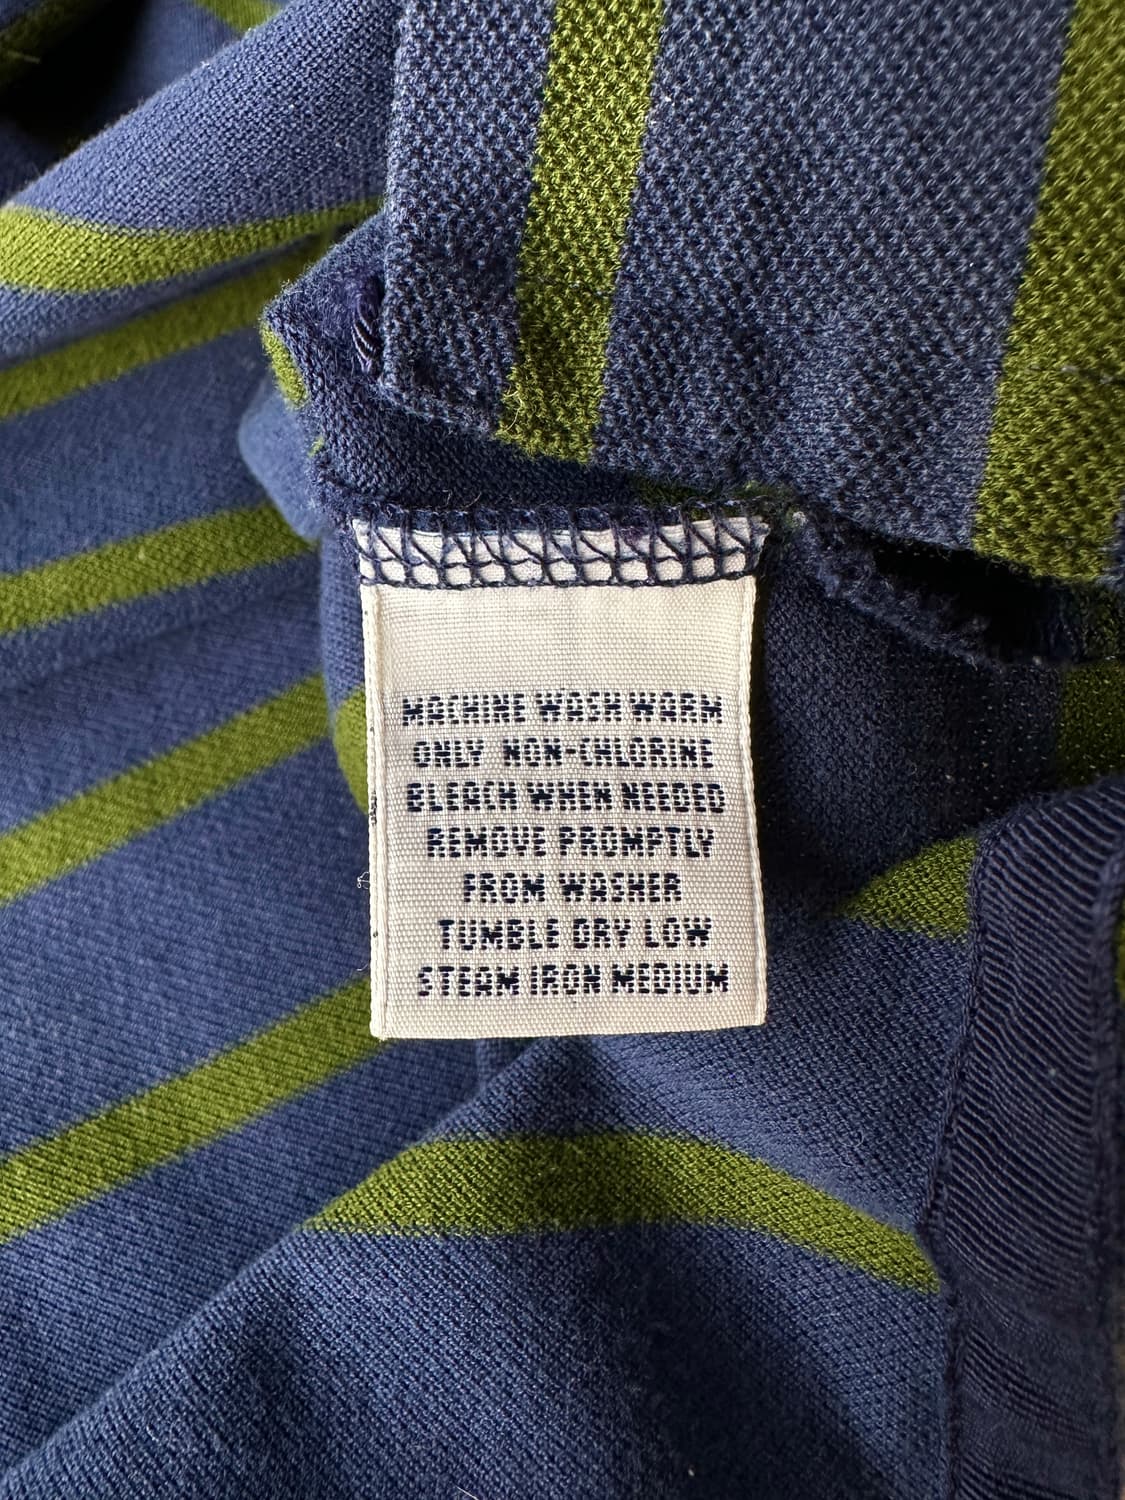 MACHINE WASH WARM
ONLY NON-CHLORINE
BLEACH WHEN NEEDED
REMOVE PROMPTLY
FROM WASHER
TUMBLE DRY LOW
STEAM IRON MEDIUM